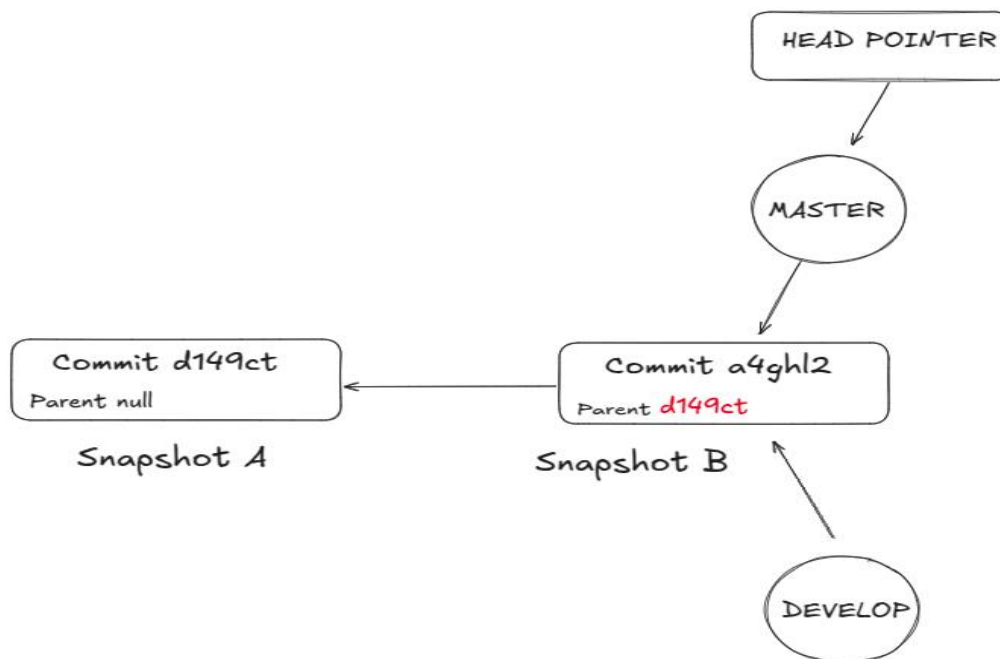 HEAD POINTER
MASTER
Commit d149ct
Parent null
Snapshot A
Commit a4ghl2
Parent d149ct
Snapshot B
DEVELOP